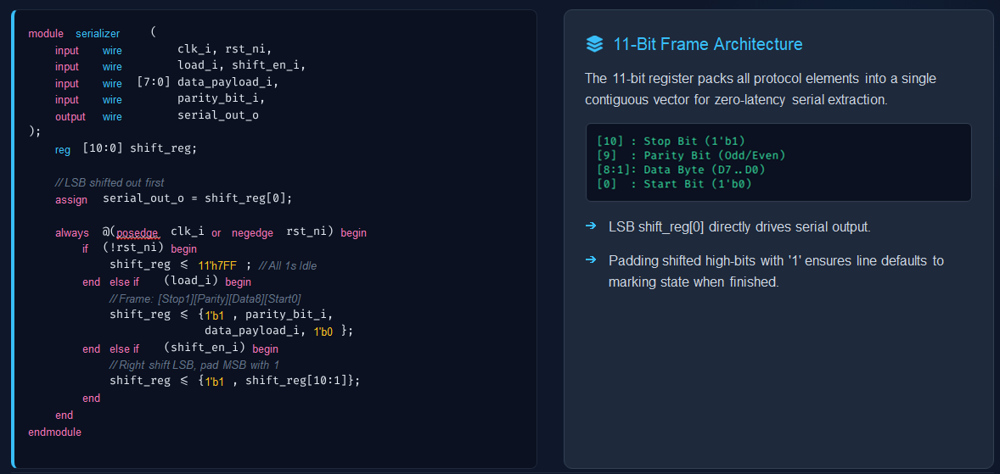 module serializer (
input wire clk_i, rst_ni,
input wire load_i, shift_en_i,
input wire [7:0] data_payload_i,
input wire parity_bit_i,
output wire serial_out_o
);
reg [10:0] shift_reg;
// LSB shifted out first
assign serial_out_o = shift_reg[0];
always @(posedge clk_i or negedge rst_ni) begin
if (!rst_ni) begin
shift_reg <= 11'h7FF ; // All 1s Idle
end else if (load_i) begin
// Frame: [Stop1][Parity][Data8][Start0]
shift_reg <= {1'b1 , parity_bit_i,
data_payload_i, 1'b0 };
end else if (shift_en_i) begin
// Right shift LSB, pad MSB with 1
shift_reg <= {1'b1 , shift_reg[10:1]};
end
end
endmodule
11-Bit Frame Architecture
The 11-bit register packs all protocol elements into a single
contiguous vector for zero-latency serial extraction.
[10] : Stop Bit (1'b1)
[9] : Parity Bit (Odd/Even)
[8:1]: Data Byte (D7..D0)
[0] : Start Bit (1'b0)
→ LSB shift_reg[0] directly drives serial output.
→ Padding shifted high-bits with '1' ensures line defaults to
marking state when finished.